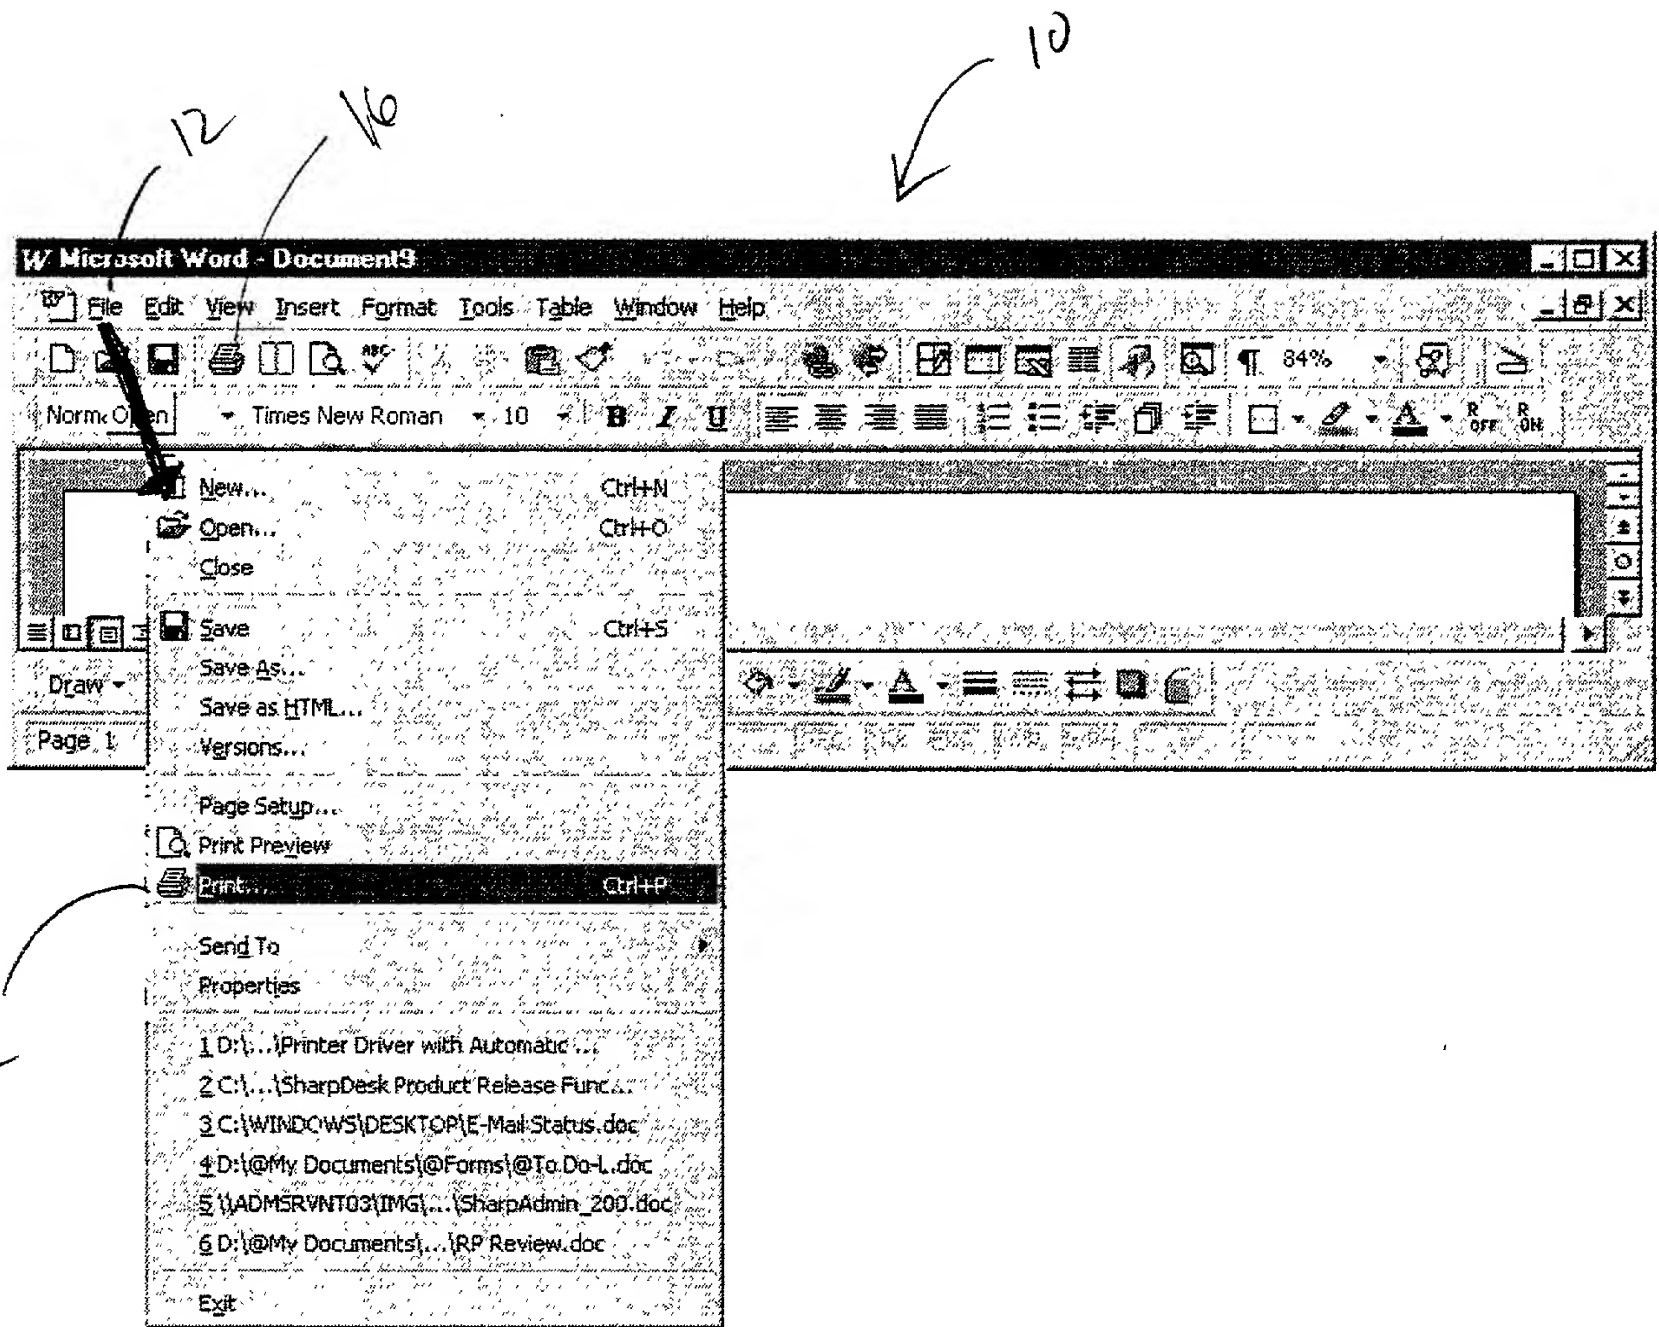 10
12
16
W Microsoft Word - Document9
File Edit View Insert Format Tools Table Window Help
ABC 84%
Open Times New Roman 10 B I U R OFF R ON
New... Ctrl+N
Open... Ctrl+O
Close
Save Ctrl+S
Save As...
Draw
Save as HTML...
Page 1
Versions...
Page Setup...
Print Preview
Print... Ctrl+P
Send To
Properties
1 D:\...\Printer Driver with Automatic ...
2 C:\...\SharpDesk Product Release Func...
3 C:\WINDOWS\DESKTOP\E-Mail Status.doc
4 D:\@My Documents\@Forms\@To Do-L.doc
5 \\ADMSRVNT03\IMG\...\SharpAdmin_200.doc
6 D:\@My Documents\...\RP Review.doc
Exit